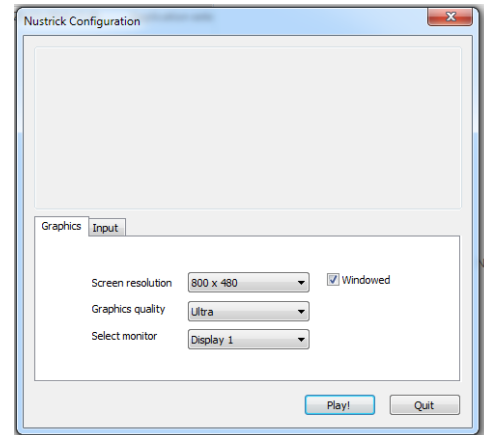 Nustrick Configuration
Graphics Input
Screen resolution 800 x 480 Windowed
Graphics quality Ultra
Select monitor Display 1
Play! Quit